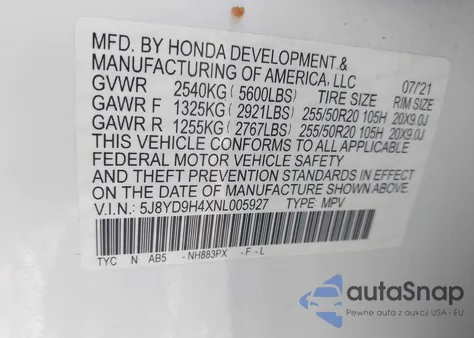 MFD. BY HONDA DEVELOPMENT &
MANUFACTURING OF AMERICA, LLC 07/21
GVWR 2540KG ( 5600LBS) TIRE SIZE RIM SIZE
GAWR F 1325KG ( 2921LBS) 255/50R20 105H 20X9.0J
GAWR R 1255KG ( 2767LBS) 255/50R20 105H 20X9.0J
THIS VEHICLE CONFORMS TO ALL APPLICABLE
FEDERAL MOTOR VEHICLE SAFETY
AND THEFT PREVENTION STANDARDS IN EFFECT
ON THE DATE OF MANUFACTURE SHOWN ABOVE.
V.I.N.: 5J8YD9H4XNL005927 TYPE MPV
TYC N AB5 -NH883PX -F -L
autoSnap
Pewne auta z aukcji USA - EU